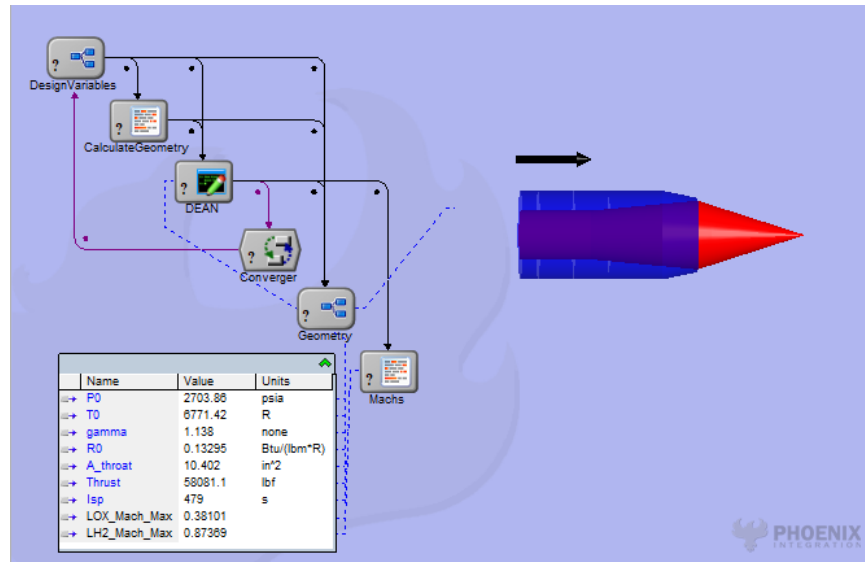 ?
DesignVariables
?
CalculateGeometry
?
DEAN
?
Converger
?
Geometry
?
Machs
Name Value Units
P0 2703.86 psia
T0 6771.42 R
gamma 1.138 none
R0 0.13295 Btu/(lbm*R)
A_throat 10.402 in^2
Thrust 58081.1 lbf
Isp 479 s
LOX_Mach_Max 0.38101
LH2_Mach_Max 0.87369
PHOENIX
INTEGRATION